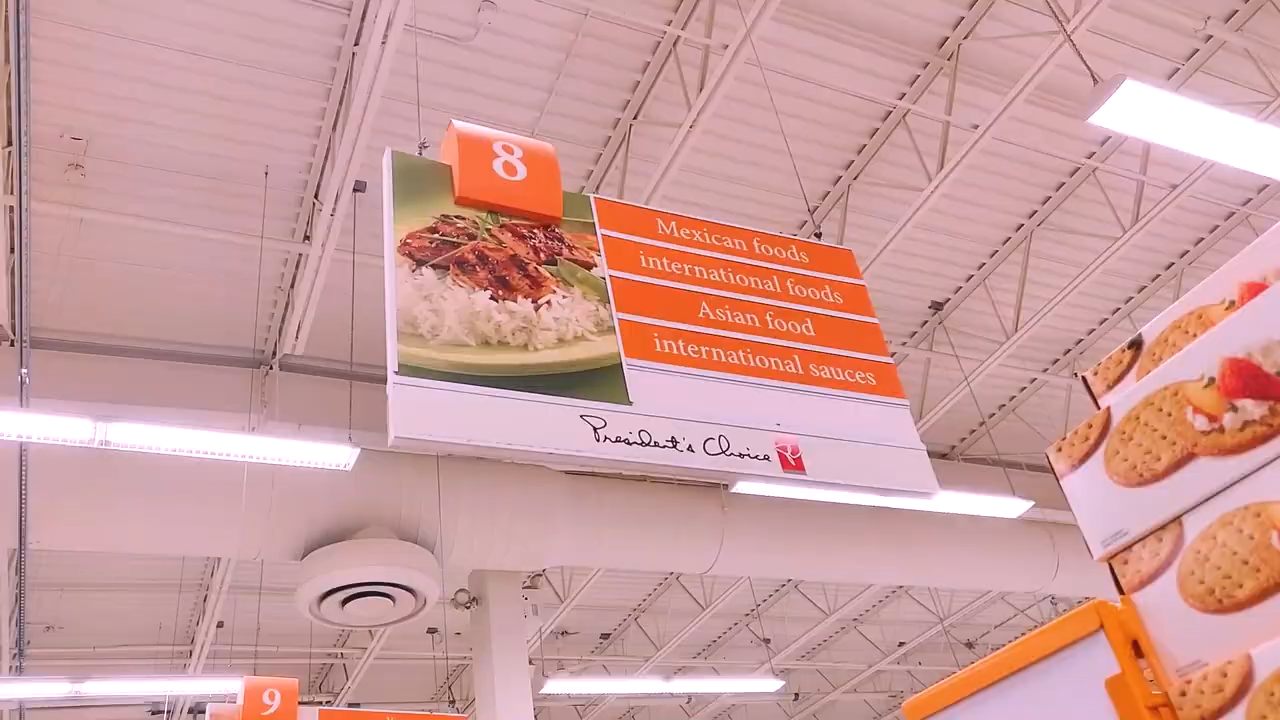 8
Mexican foods
international foods
Asian food
international sauces
President's Choice
9